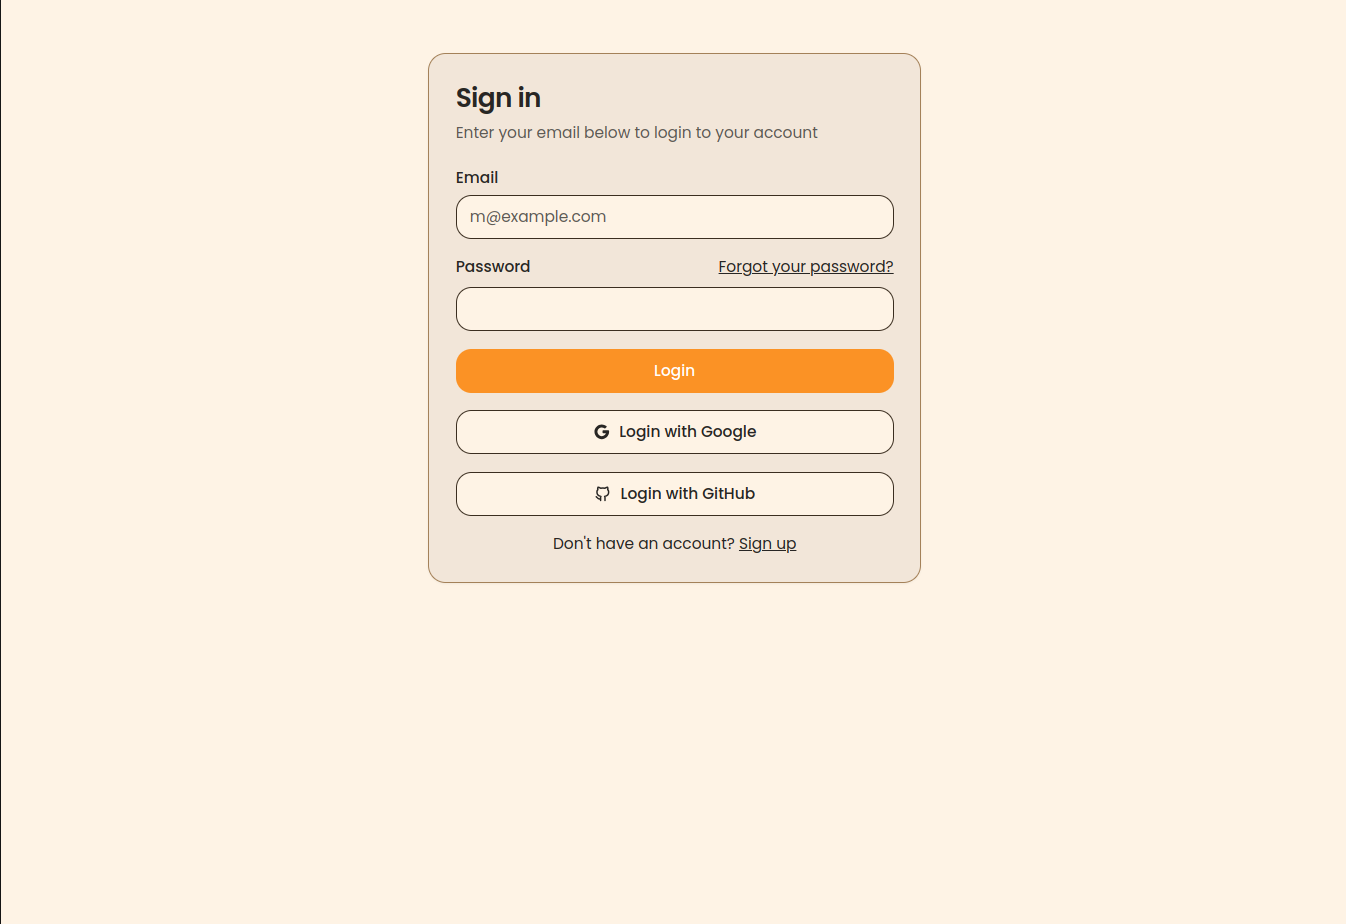 Sign in
Enter your email below to login to your account
Email
m@example.com
Password Forgot your password?
Login
Login with Google
Login with GitHub
Don't have an account? Sign up